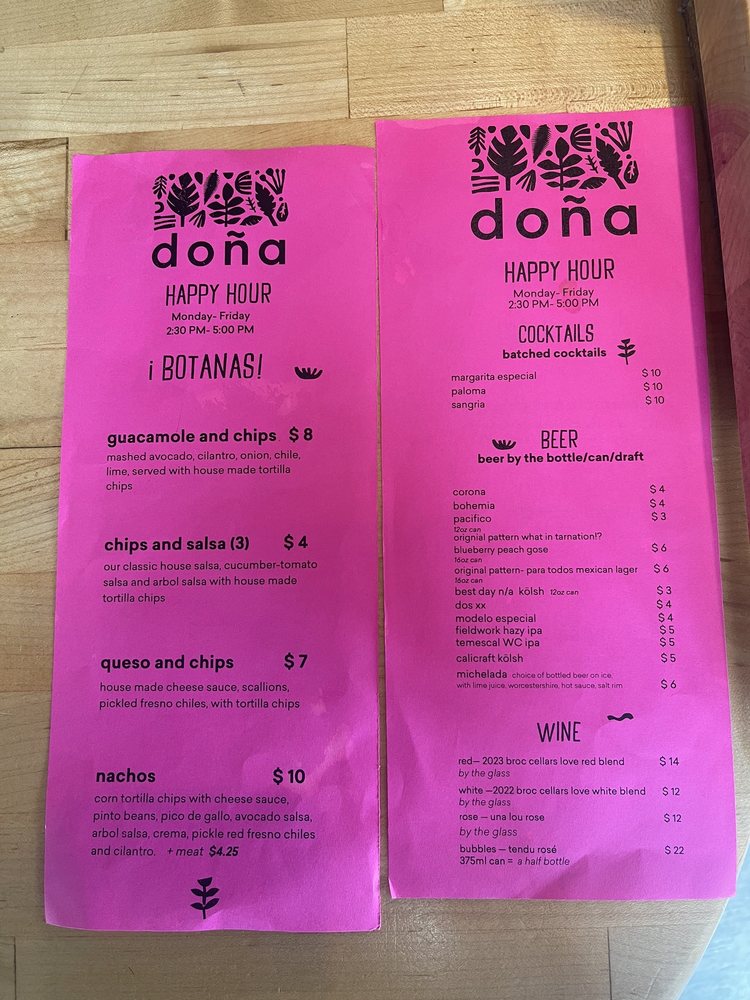 doña
HAPPY HOUR
Monday- Friday
2:30 PM- 5:00 PM
¡ BOTANAS!
guacamole and chips $ 8
mashed avocado, cilantro, onion, chile,
lime, served with house made tortilla
chips
chips and salsa (3) $ 4
our classic house salsa, cucumber-tomato
salsa and arbol salsa with house made
tortilla chips
queso and chips $ 7
house made cheese sauce, scallions,
pickled fresno chiles, with tortilla chips
nachos $ 10
corn tortilla chips with cheese sauce,
pinto beans, pico de gallo, avocado salsa,
arbol salsa, crema, pickle red fresno chiles
and cilantro. + meat $4.25
doña
HAPPY HOUR
Monday- Friday
2:30 PM- 5:00 PM
COCKTAILS
batched cocktails
margarita especial $ 10
paloma $ 10
sangria $ 10
BEER
beer by the bottle/can/draft
corona $ 4
bohemia $ 4
pacifico $ 3
12oz can
orignial pattern what in tarnation!?
blueberry peach gose $ 6
16oz can
original pattern- para todos mexican lager $ 6
16oz can
best day n/a kölsh 12oz can $ 3
dos xx $ 4
modelo especial $ 4
fieldwork hazy ipa $ 5
temescal WC ipa $ 5
calicraft kölsh $ 5
michelada choice of bottled beer on ice,
with lime juice, worcestershire, hot sauce, salt rim $ 6
WINE
red— 2023 broc cellars love red blend $ 14
by the glass
white —2022 broc cellars love white blend $ 12
by the glass
rose — una lou rose $ 12
by the glass
bubbles — tendu rosé $ 22
375ml can = a half bottle